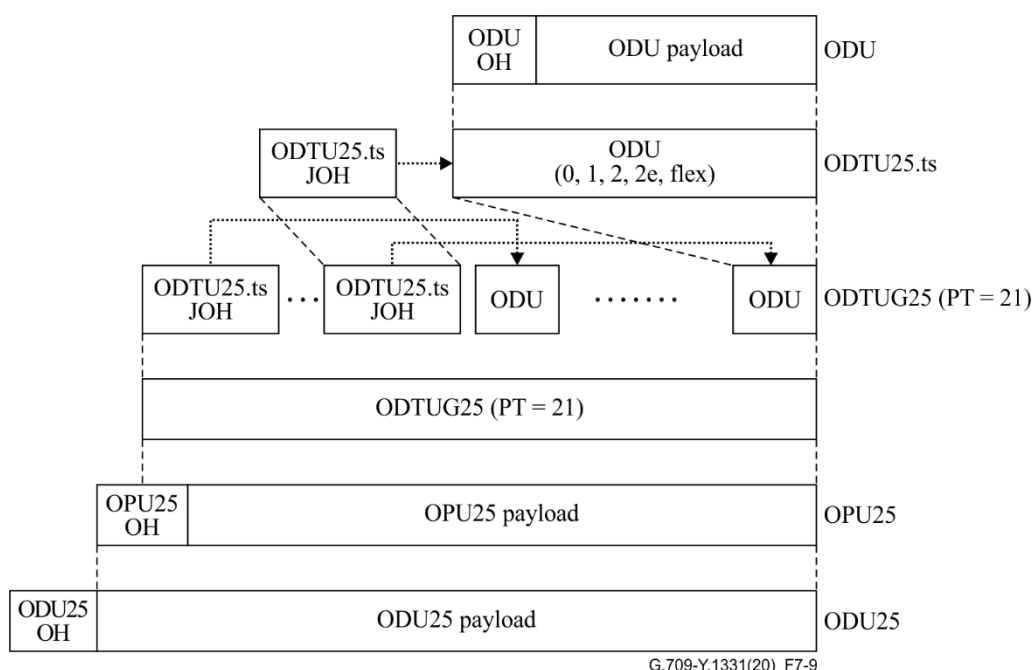 ODU
OH
ODU payload
ODU
ODTU25.ts
JOH
ODU
(0, 1, 2, 2e, flex)
ODTU25.ts
ODTU25.ts
JOH
ODTU25.ts
JOH
ODU
ODU
ODTUG25 (PT = 21)
ODTUG25 (PT = 21)
OPU25
OH
OPU25 payload
OPU25
ODU25
OH
ODU25 payload
ODU25
G.709-Y.1331(20)_F7-9